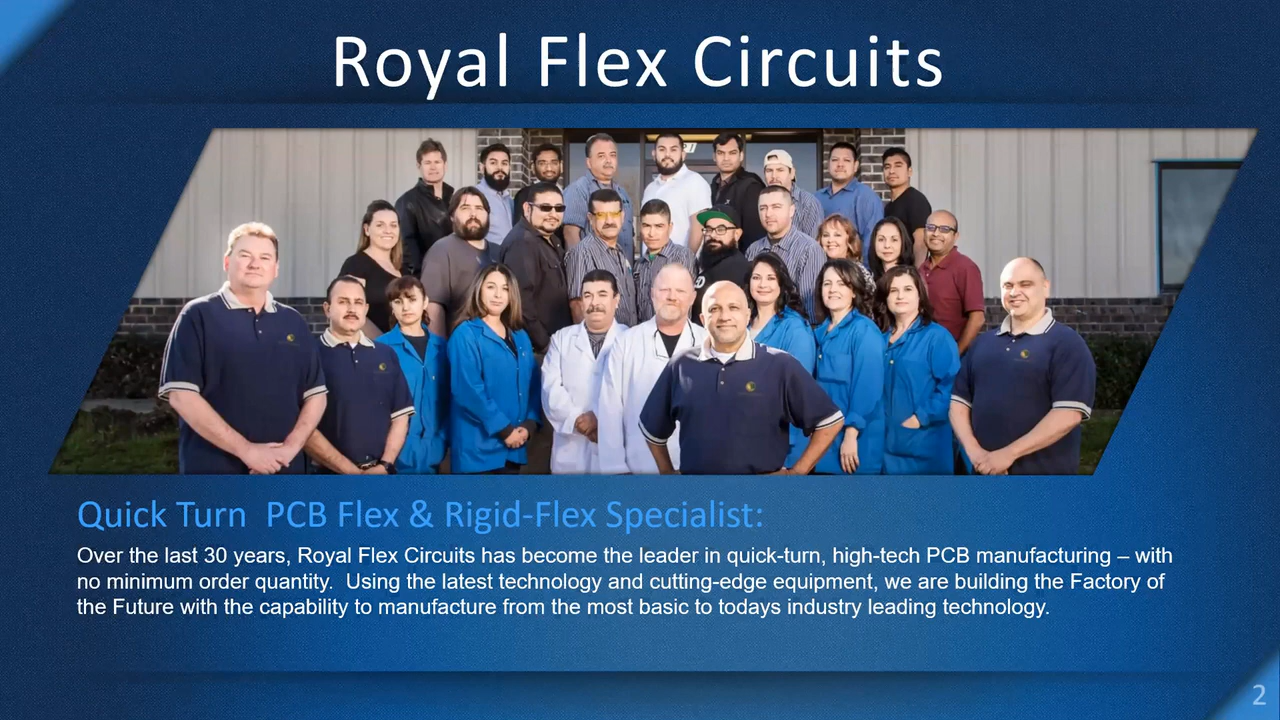 Royal Flex Circuits
Quick Turn  PCB Flex & Rigid-Flex Specialist:
Over the last 30 years, Royal Flex Circuits has become the leader in quick-turn, high-tech PCB manufacturing – with
no minimum order quantity.  Using the latest technology and cutting-edge equipment, we are building the Factory of
the Future with the capability to manufacture from the most basic to todays industry leading technology.
2